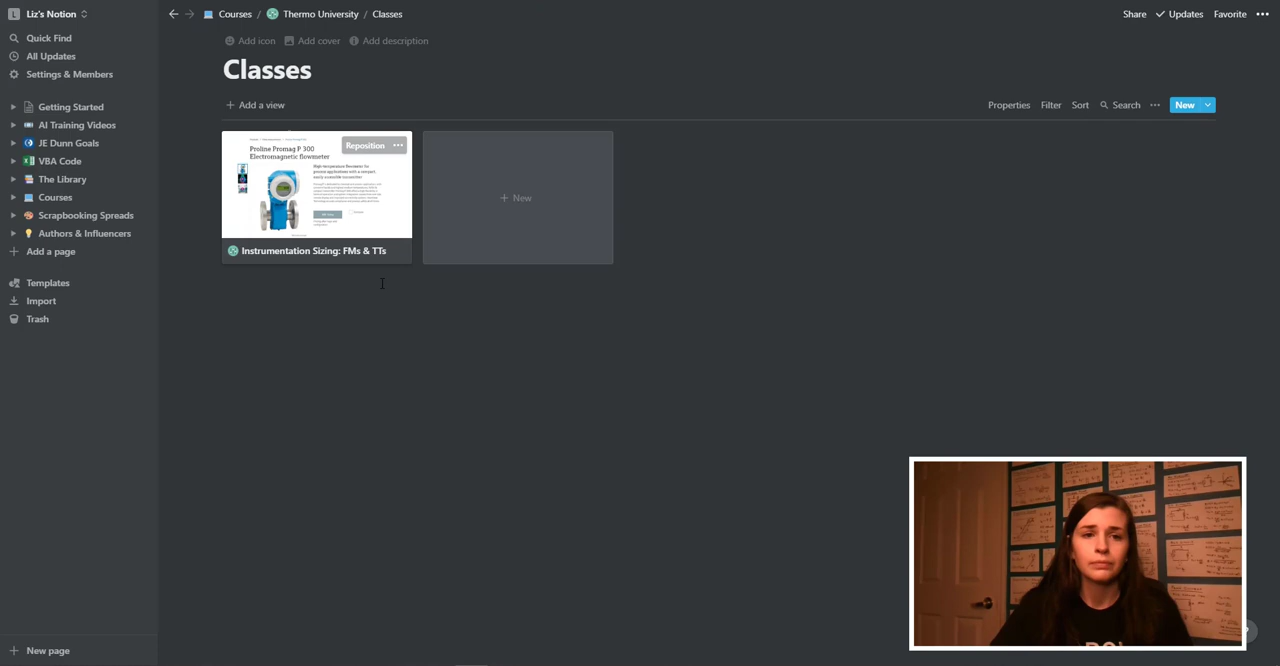 L Liz's Notion
Quick Find
All Updates
Settings & Members
Getting Started
AI Training Videos
JE Dunn Goals
VBA Code
The Library
Courses
Scrapbooking Spreads
Authors & Influencers
Add a page
Templates
Import
Trash
New page
Courses / Thermo University / Classes
Share Updates Favorite
Add icon Add cover Add description
Classes
Add a view
Properties Filter Sort Search New
Proline Promag P 300
Electromagnetic flowmeter
Reposition
Instrumentation Sizing: FMs & TTs
New